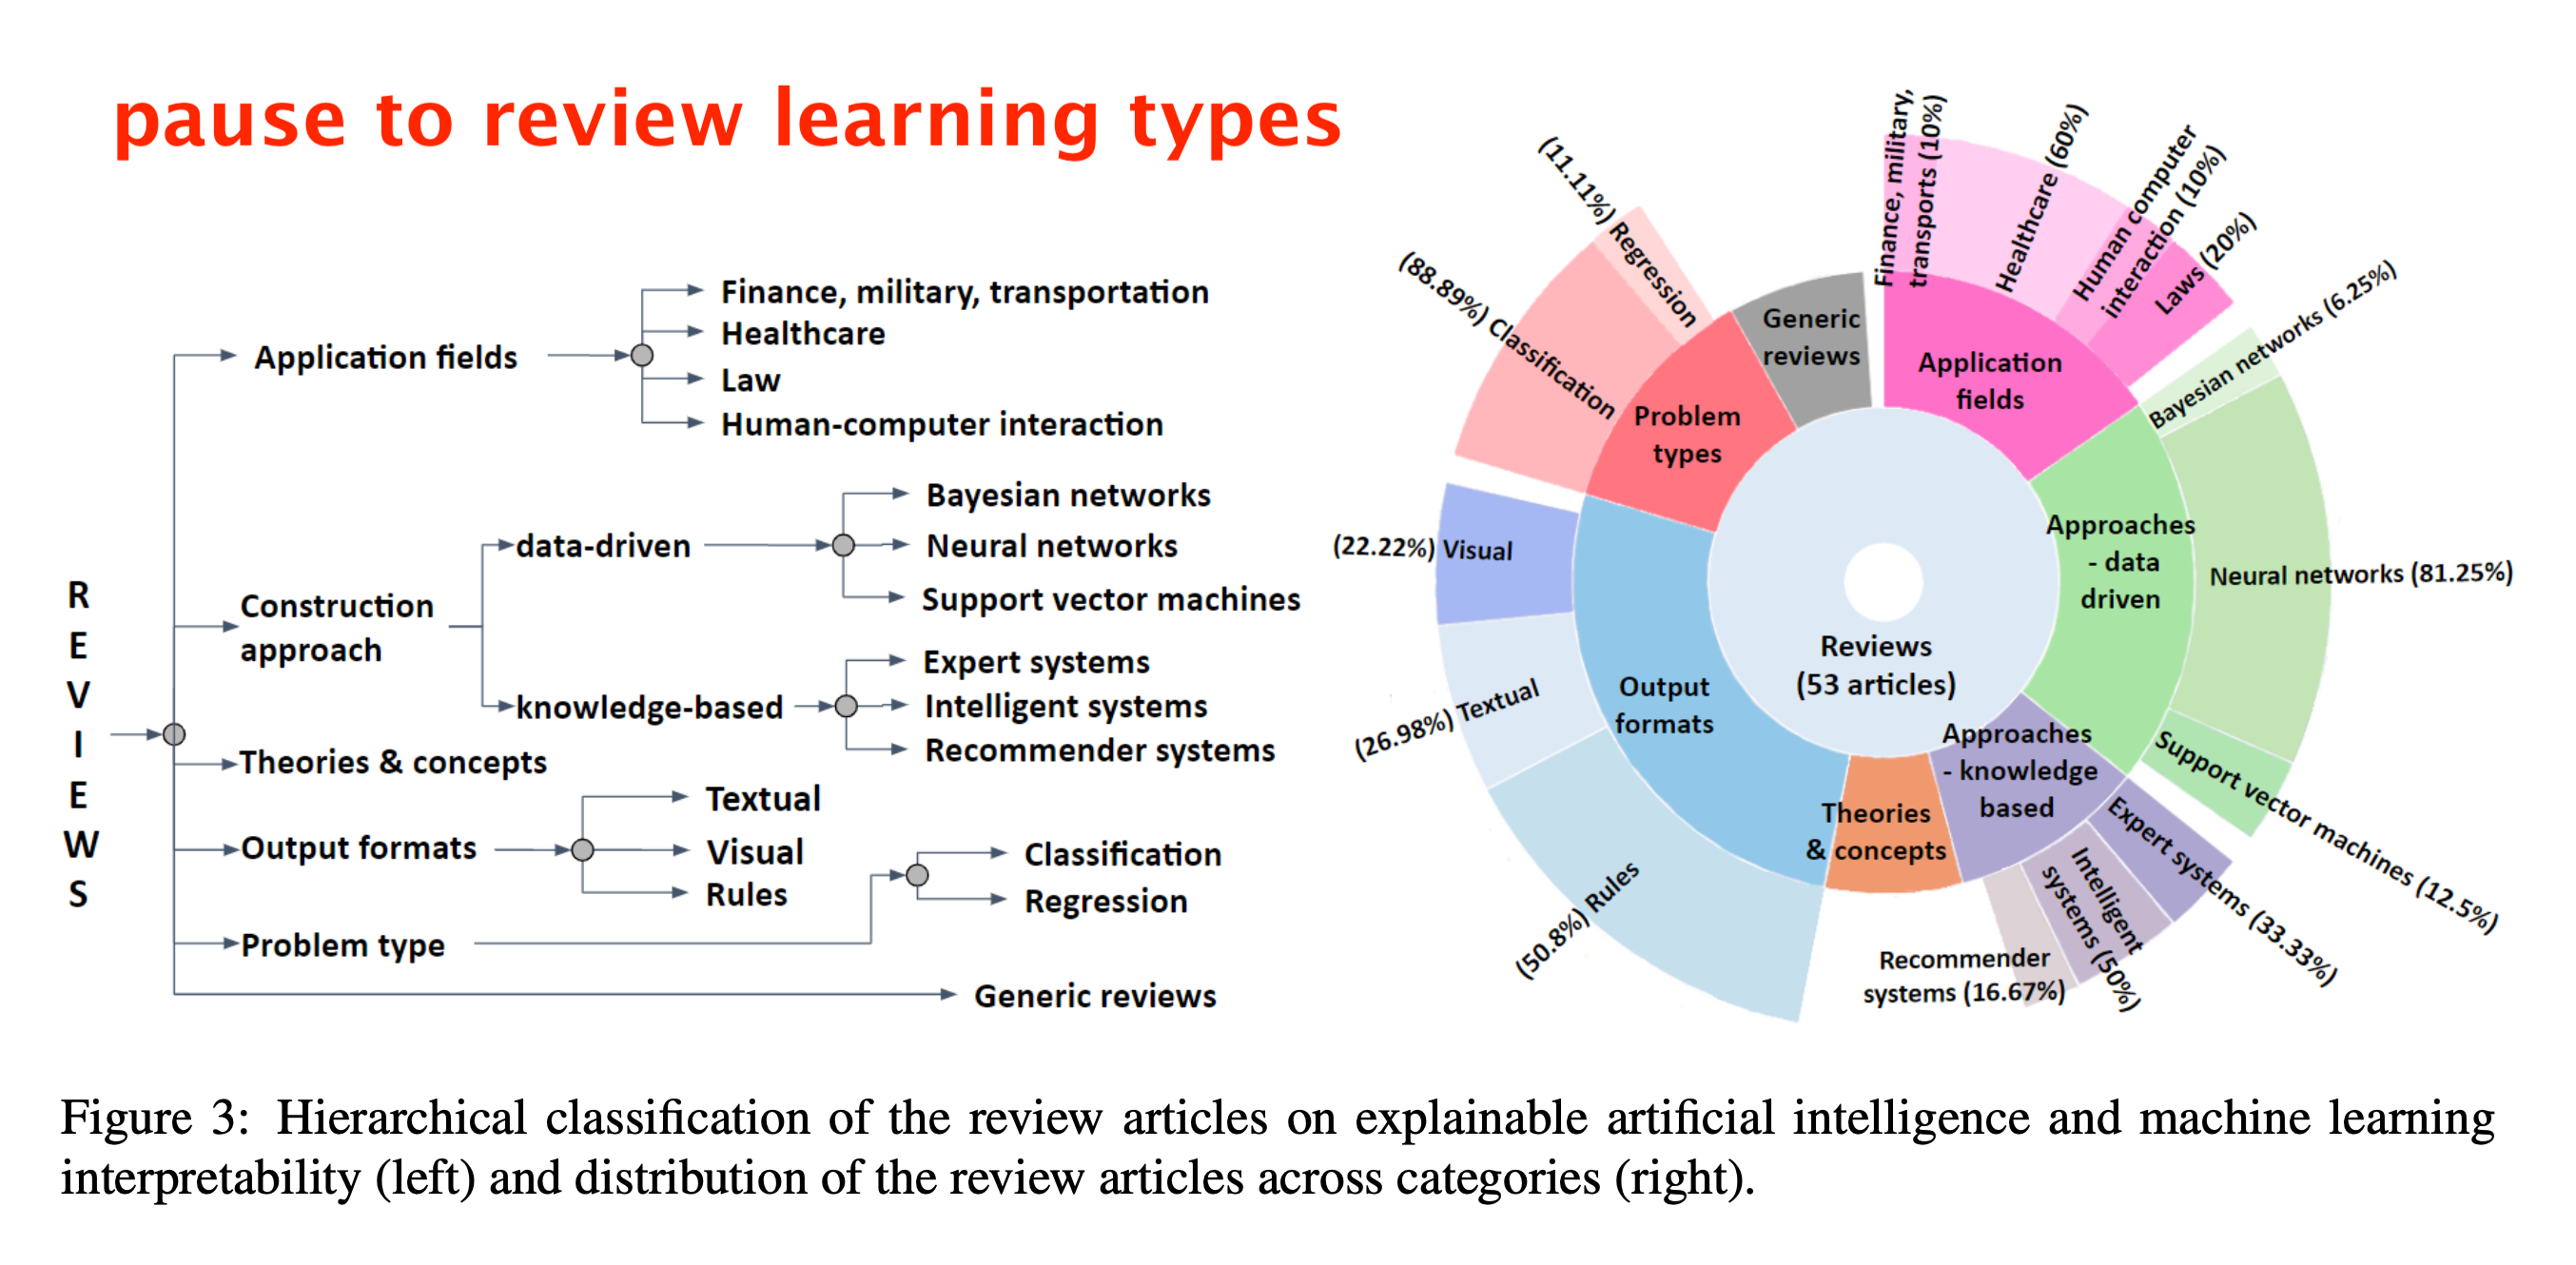 pause to review learning types
R
E
V
I
E
W
S
Application fields
Finance, military, transportation
Healthcare
Law
Human-computer interaction
Construction
approach
data-driven
Bayesian networks
Neural networks
Support vector machines
knowledge-based
Expert systems
Intelligent systems
Recommender systems
Theories & concepts
Output formats
Textual
Visual
Rules
Problem type
Classification
Regression
Generic reviews
Reviews
(53 articles)
Application
fields
Finance, military,
transports (10%)
Healthcare (60%)
Human computer
interaction (10%)
Laws (20%)
Approaches
- data
driven
Bayesian networks (6.25%)
Neural networks (81.25%)
Support vector machines (12.5%)
Approaches
- knowledge
based
Expert systems (33.33%)
Intelligent
systems (50%)
Recommender
systems (16.67%)
Theories
& concepts
Output
formats
(50.8%) Rules
(26.98%) Textual
(22.22%) Visual
Problem
types
(88.89%) Classification
(11.11%) Regression
Generic
reviews
Figure 3: Hierarchical classification of the review articles on explainable artificial intelligence and machine learning
interpretability (left) and distribution of the review articles across categories (right).